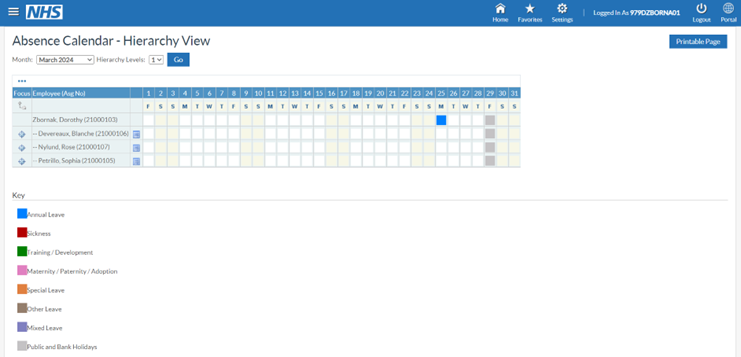 NHS
Home Favorites Settings Logged In As 979DZBORNA01 Logout Portal
Absence Calendar - Hierarchy View
Printable Page
Month: March 2024 Hierarchy Levels: 1 Go
Focus Employee (Asg No) 1 2 3 4 5 6 7 8 9 10 11 12 13 14 15 16 17 18 19 20 21 22 23 24 25 26 27 28 29 30 31
F S S M T W T F S S M T W T F S S M T W T F S S M T W T F S S
Zbornak, Dorothy (21000103)
-- Devereaux, Blanche (21000106)
-- Nylund, Rose (21000107)
-- Petrillo, Sophia (21000105)
Key
Annual Leave
Sickness
Training / Development
Maternity / Paternity / Adoption
Special Leave
Other Leave
Mixed Leave
Public and Bank Holidays